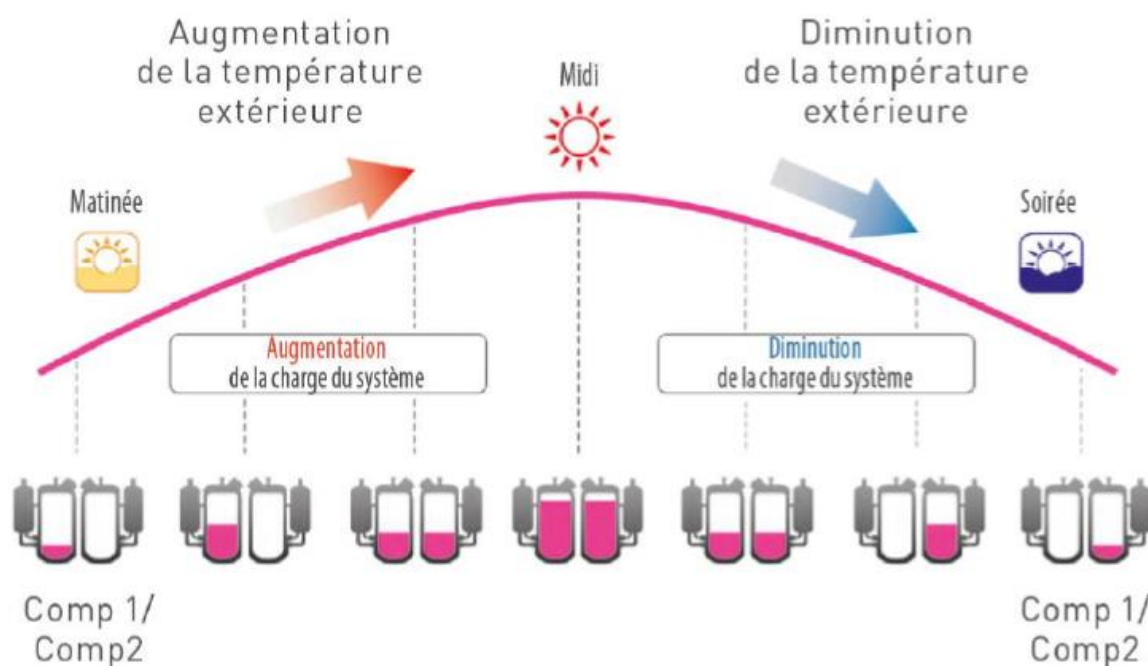 Augmentation
de la température
extérieure
Midi
Diminution
de la température
extérieure
Matinée
Soirée
Augmentation
de la charge du système
Diminution
de la charge du système
Comp 1/
Comp2
Comp 1/
Comp2